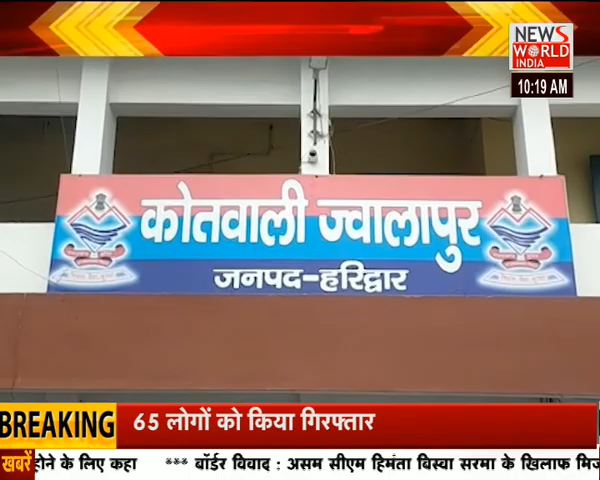 NEWS
WORLD
INDIA
10:19 AM
कोतवाली ज्वालापुर
जनपद-हरिद्वार
BREAKING
65 लोगों को किया गिरफ्तार
खबरें होने के लिए कहा *** बॉर्डर विवाद : असम सीएम हिमंता बिस्वा सरमा के खिलाफ